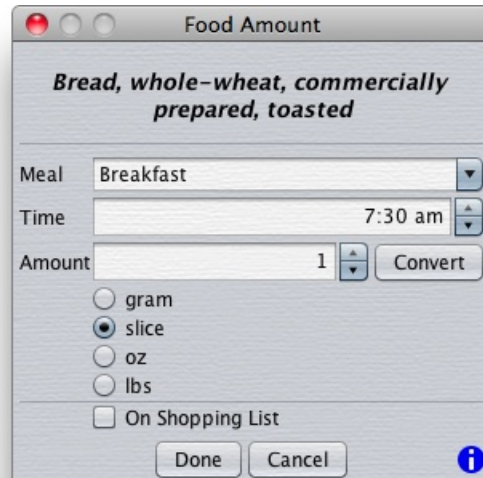 Food Amount
Bread, whole-wheat, commercially
prepared, toasted
Meal Breakfast
Time 7:30 am
Amount 1 Convert
gram
slice
oz
lbs
On Shopping List
Done Cancel
i